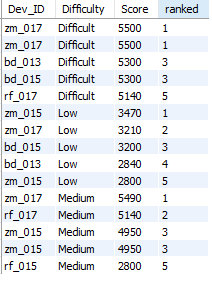 Dev_ID Difficulty Score ranked
zm_017 Difficult 5500 1
zm_017 Difficult 5500 1
bd_013 Difficult 5300 3
bd_015 Difficult 5300 3
rf_017 Difficult 5140 5
zm_015 Low 3470 1
zm_017 Low 3210 2
bd_015 Low 3200 3
bd_013 Low 2840 4
zm_015 Low 2800 5
zm_017 Medium 5490 1
rf_017 Medium 5140 2
zm_015 Medium 4950 3
zm_015 Medium 4950 3
rf_015 Medium 2800 5